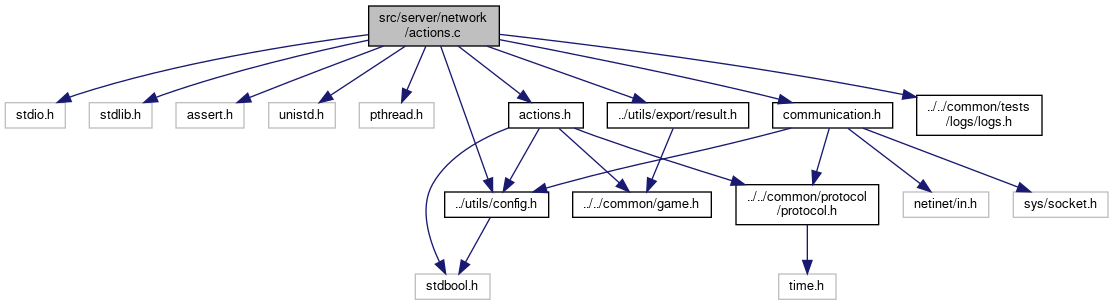 src/server/network
/actions.c
stdio.h
stdlib.h
assert.h
unistd.h
pthread.h
actions.h
../utils/export/result.h
communication.h
../../common/tests
/logs/logs.h
../utils/config.h
../../common/game.h
../../common/protocol
/protocol.h
netinet/in.h
sys/socket.h
stdbool.h
time.h